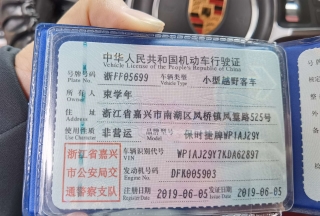 中华人民共和国机动车行驶证
Vehicle License of the People's Republic of China
号牌号码 浙FF05699 车辆类型 小型越野客车
Plate No. Vehicle Type
所有人 束学年
Owner
住址 浙江省嘉兴市南湖区凤桥镇凤篁路525号
Address
使用性质 非营运 品牌型号 保时捷牌WP1AJ29Y
Use Character Model
浙江省嘉兴 车辆识别代号 WP1AJ29Y7KDA62897
VIN
市公安局交 发动机号码 DFK005903
Engine No.
通警察支队 注册日期 2019-06-05 发证日期 2019-06-05
Register Date Issue Date